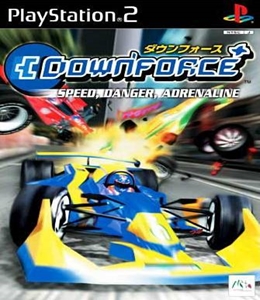 PlayStation 2
ダウンフォース
DOWNFORCE
SPEED, DANGER, ADRENALINE